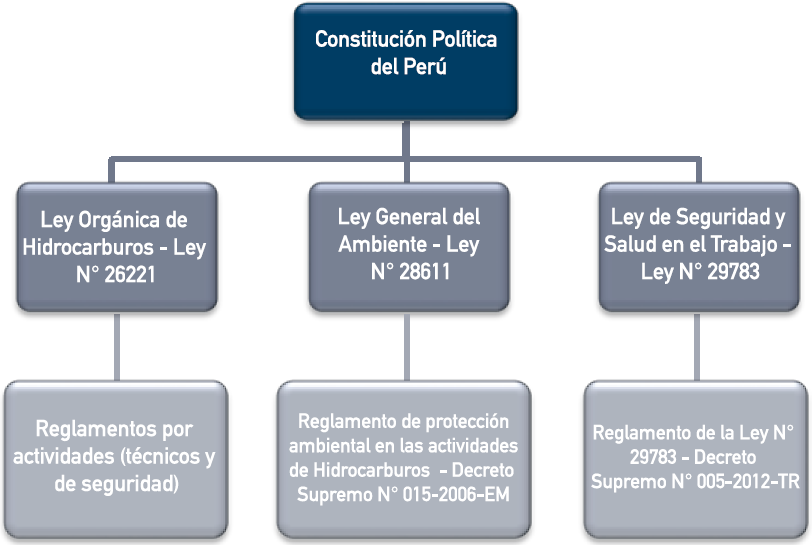 Constitución Política
del Perú
Ley Orgánica de
Hidrocarburos - Ley
N° 26221
Ley General del
Ambiente - Ley
N° 28611
Ley de Seguridad y
Salud en el Trabajo –
Ley N° 29783
Reglamentos por
actividades (técnicos y
de seguridad)
Reglamento de protección
ambiental en las actividades
de Hidrocarburos - Decreto
Supremo N° 015-2006-EM
Reglamento de la Ley N°
29783 - Decreto
Supremo N° 005-2012-TR